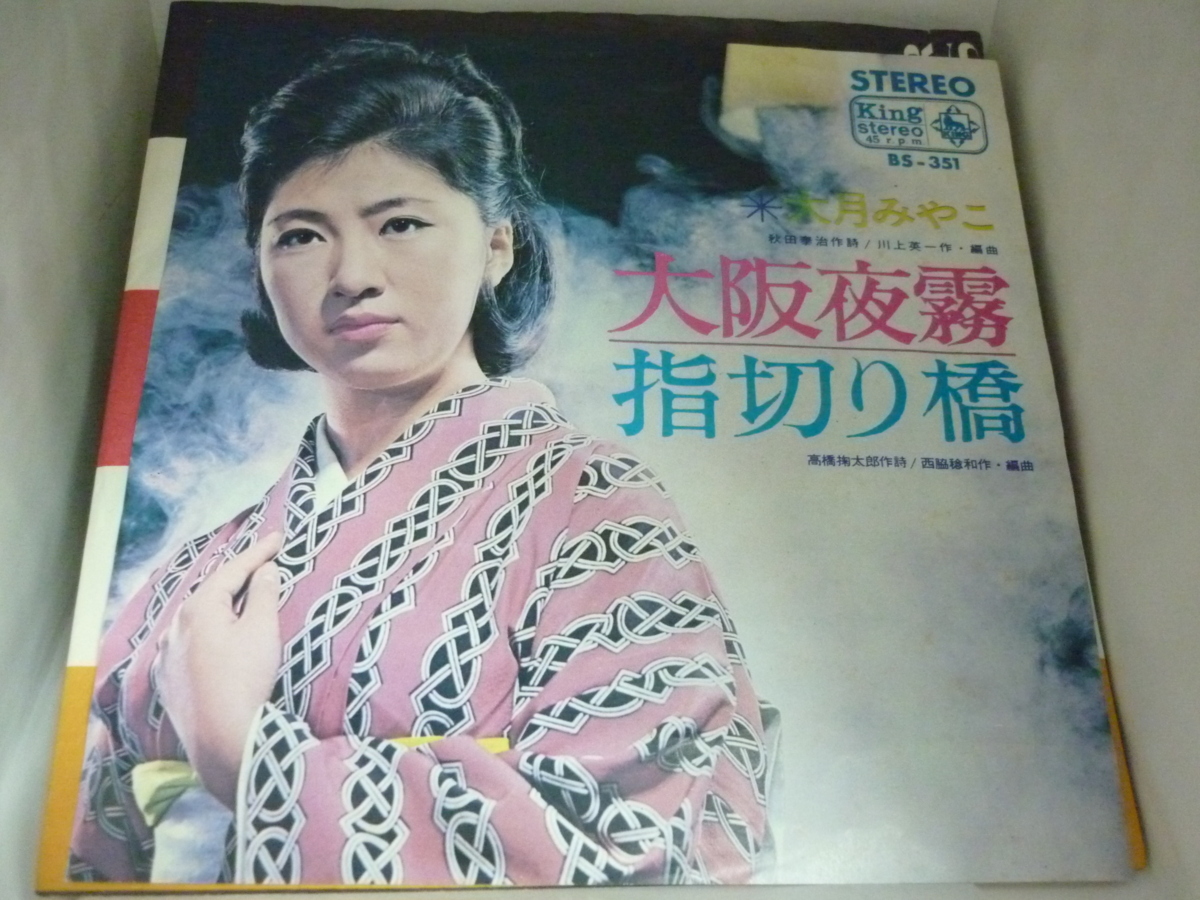 STEREO
King
stereo
45 r.p.m.
BS-351
木月みやこ
秋田泰治作詩/川上英一作・編曲
大阪夜霧
指切り橋
高橋掬太郎作詩/西脇稔和作・編曲